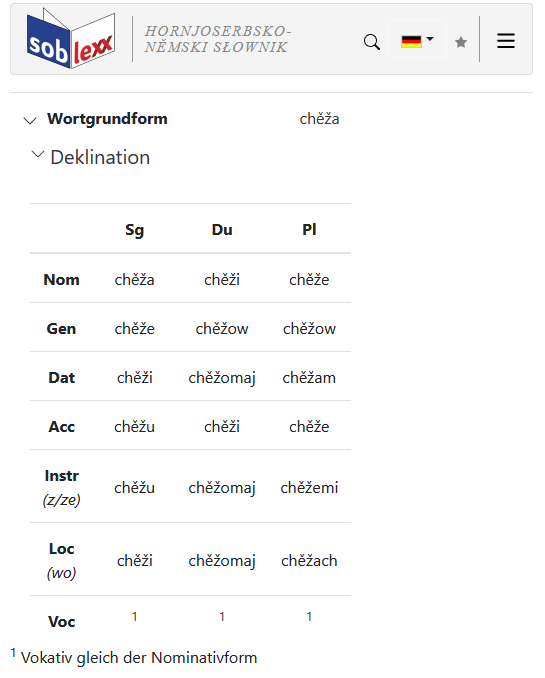 sob lexx
HORNJOSERBSKO-
NĚMSKI SŁOWNIK
Wortgrundform chěža
Deklination
Sg Du Pl
Nom chěža chěži chěže
Gen chěže chěžow chěžow
Dat chěži chěžomaj chěžam
Acc chěžu chěži chěže
Instr (z/ze) chěžu chěžomaj chěžemi
Loc (wo) chěži chěžomaj chěžach
Voc 1 1 1
1 Vokativ gleich der Nominativform